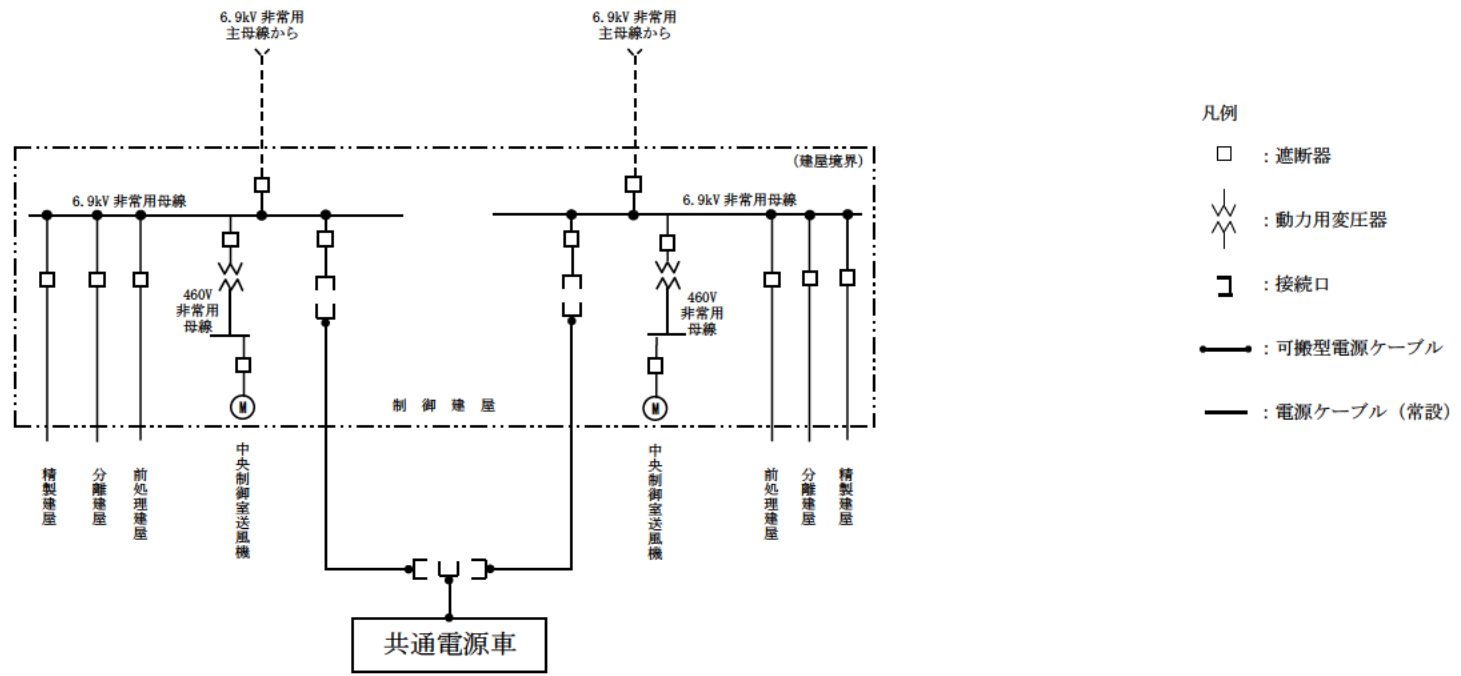 6.9kV 非常用
主母線から
6.9kV 非常用
主母線から
(建屋境界)
6.9kV 非常用母線
6.9kV 非常用母線
460V
非常用
母線
460V
非常用
母線
M
M
制 御 建 屋
精製建屋
分離建屋
前処理建屋
中央制御室送風機
中央制御室送風機
前処理建屋
分離建屋
精製建屋
共通電源車
凡例
:遮断器
:動力用変圧器
:接続口
:可搬型電源ケーブル
:電源ケーブル(常設)